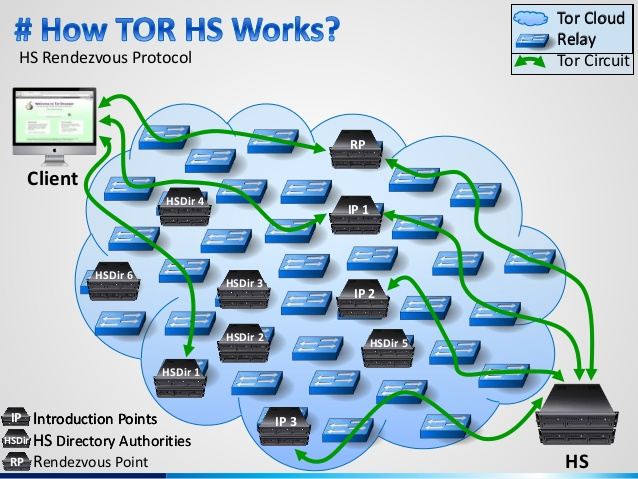 # How TOR HS Works?
HS Rendezvous Protocol
Tor Cloud
Relay
Tor Circuit
Client
RP
HSDir 4
IP 1
HSDir 6
HSDir 3
IP 2
HSDir 2
HSDir 5
HSDir 1
IP 3
IP Introduction Points
HSDir HS Directory Authorities
RP Rendezvous Point
HS